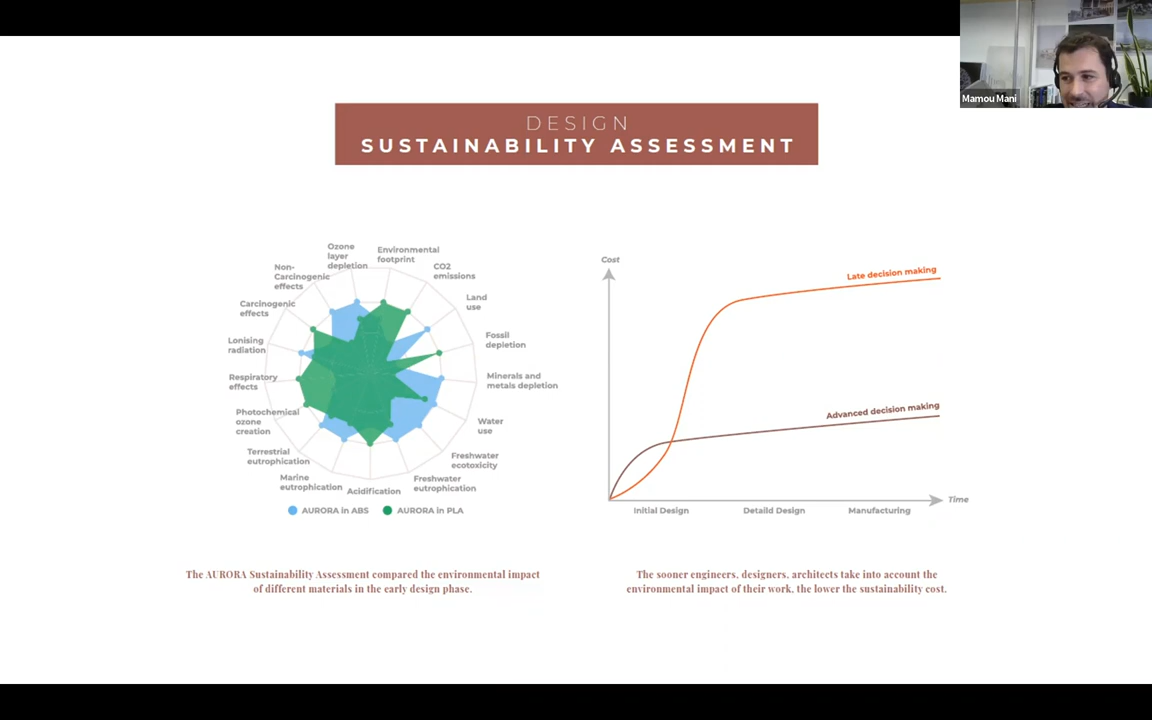 Mamou Mani
DESIGN
SUSTAINABILITY ASSESSMENT
Ozone
layer
depletion
Environmental
footprint
CO2
emissions
Land
use
Fossil
depletion
Minerals and
metals depletion
Water
use
Freshwater
ecotoxicity
Freshwater
eutrophication
Acidification
Marine
eutrophication
Terrestrial
eutrophication
Photochemical
ozone
creation
Respiratory
effects
Lonising
radiation
Carcinogenic
effects
Non-
Carcinogenic
effects
AURORA in ABS
AURORA in PLA
Cost
Late decision making
Advanced decision making
Time
Initial Design
Detaild Design
Manufacturing
The AURORA Sustainability Assessment compared the environmental impact
of different materials in the early design phase.
The sooner engineers, designers, architects take into account the
environmental impact of their work, the lower the sustainability cost.